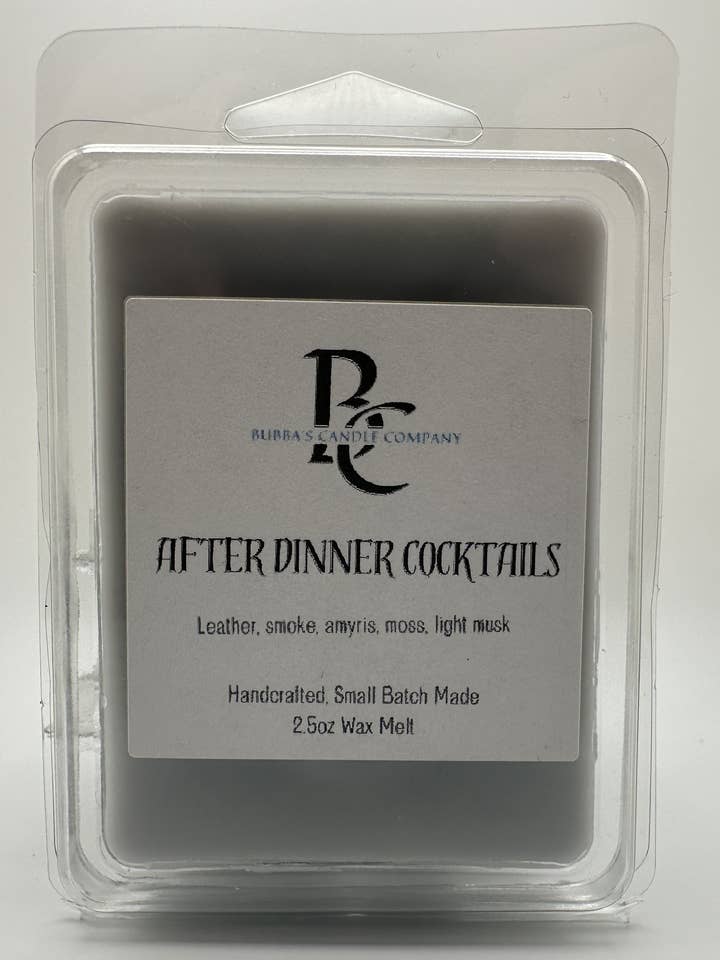 BC
BUBBA'S CANDLE COMPANY
AFTER DINNER COCKTAILS
Leather, smoke, amyris, moss, light musk
Handcrafted, Small Batch Made
2.5oz Wax Melt